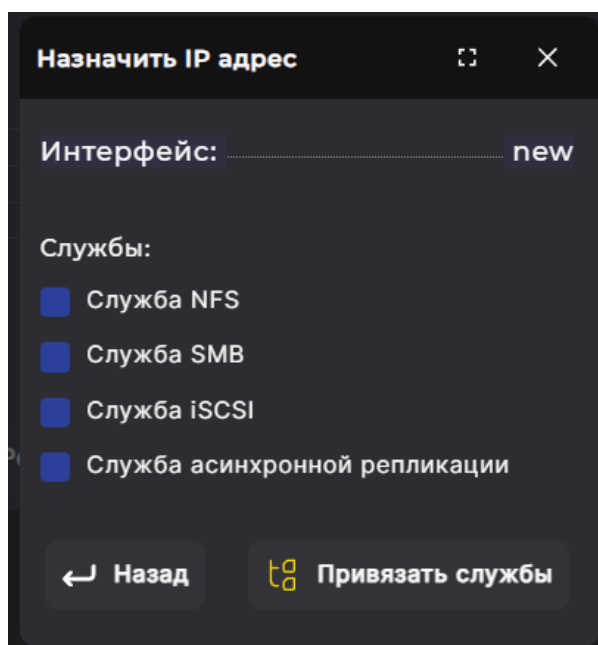 Назначить IP адрес
Интерфейс: new
Службы:
Служба NFS
Служба SMB
Служба iSCSI
Служба асинхронной репликации
Назад Привязать службы